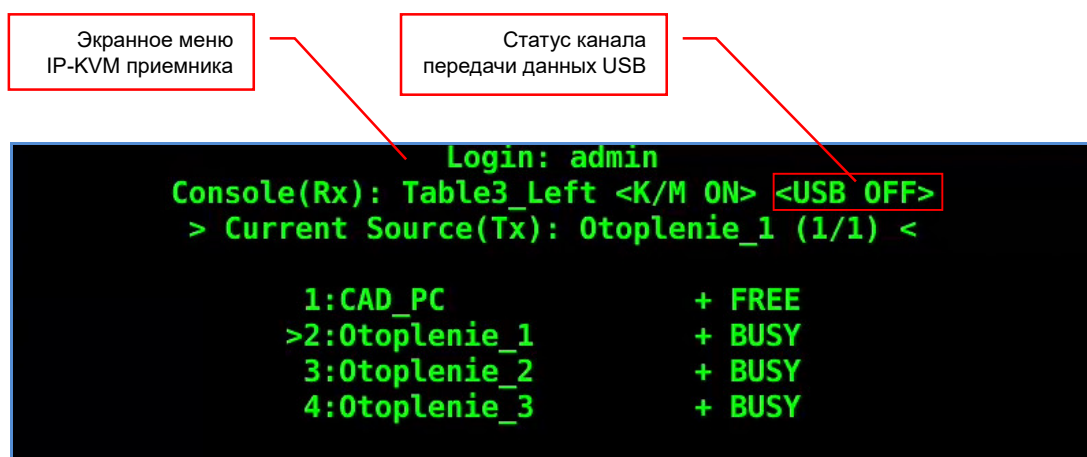 Экранное меню
IP-KVM приемника
Статус канала
передачи данных USB
Login: admin
Console(Rx): Table3_Left <K/M ON> <USB OFF>
> Current Source(Tx): Otoplenie_1 (1/1) <
1:CAD_PC + FREE
>2:Otoplenie_1 + BUSY
3:Otoplenie_2 + BUSY
4:Otoplenie_3 + BUSY